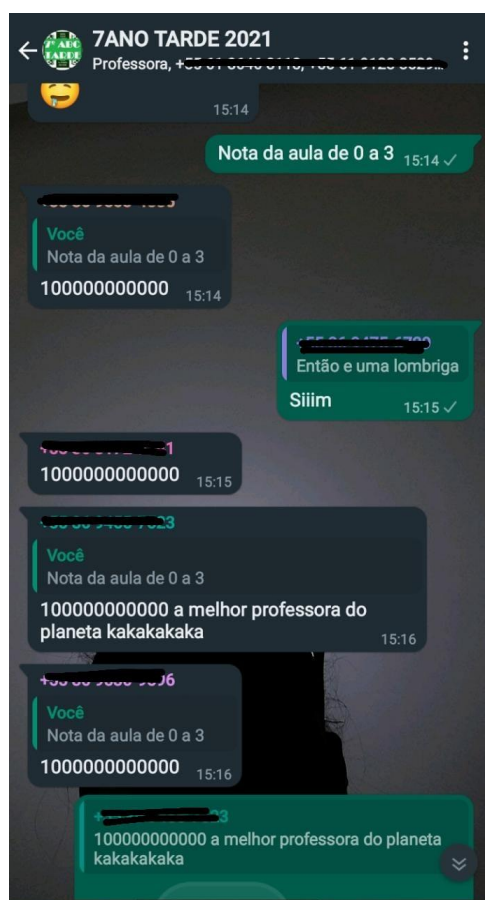 7º ABC
TARDE
7ANO TARDE 2021
Professora,
15:14
Nota da aula de 0 a 3 15:14
Você
Nota da aula de 0 a 3
100000000000 15:14
Então e uma lombriga
Siiim 15:15
1000000000000 15:15
Você
Nota da aula de 0 a 3
100000000000 a melhor professora do
planeta kakakakaka 15:16
Você
Nota da aula de 0 a 3
1000000000000 15:16
100000000000 a melhor professora do planeta
kakakakaka